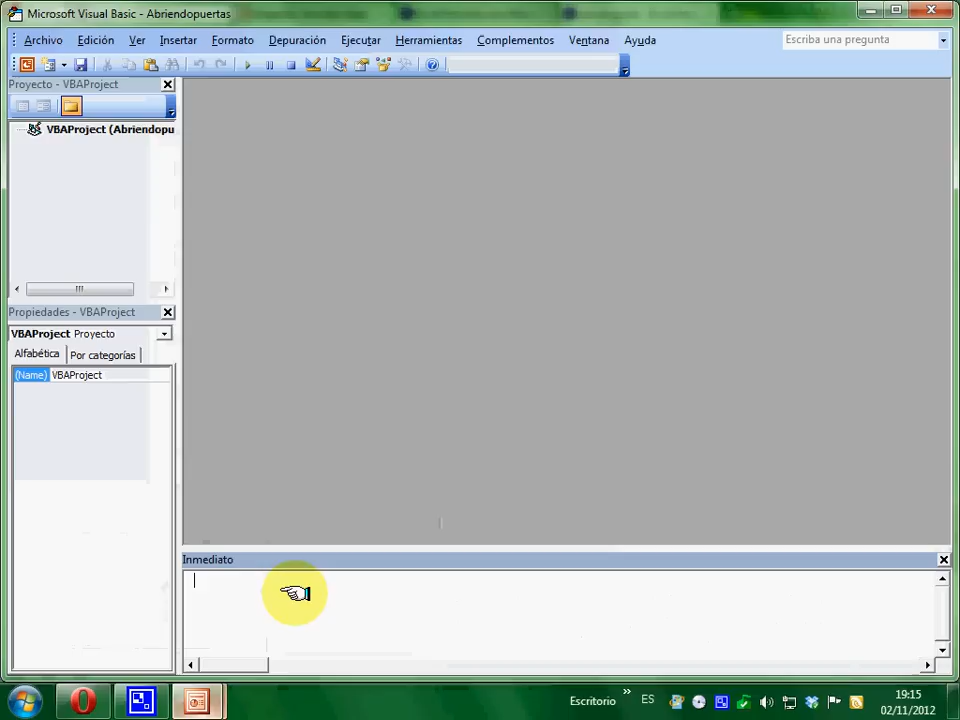 Microsoft Visual Basic - Abriendopuertas
Archivo Edición Ver Insertar Formato Depuración Ejecutar Herramientas Complementos Ventana Ayuda Escriba una pregunta
Proyecto - VBAProject
VBAProject (Abriendopu
Propiedades - VBAProject
VBAProject Proyecto
Alfabética Por categorías
(Name) VBAProject
Inmediato
Escritorio » ES 19:15
02/11/2012